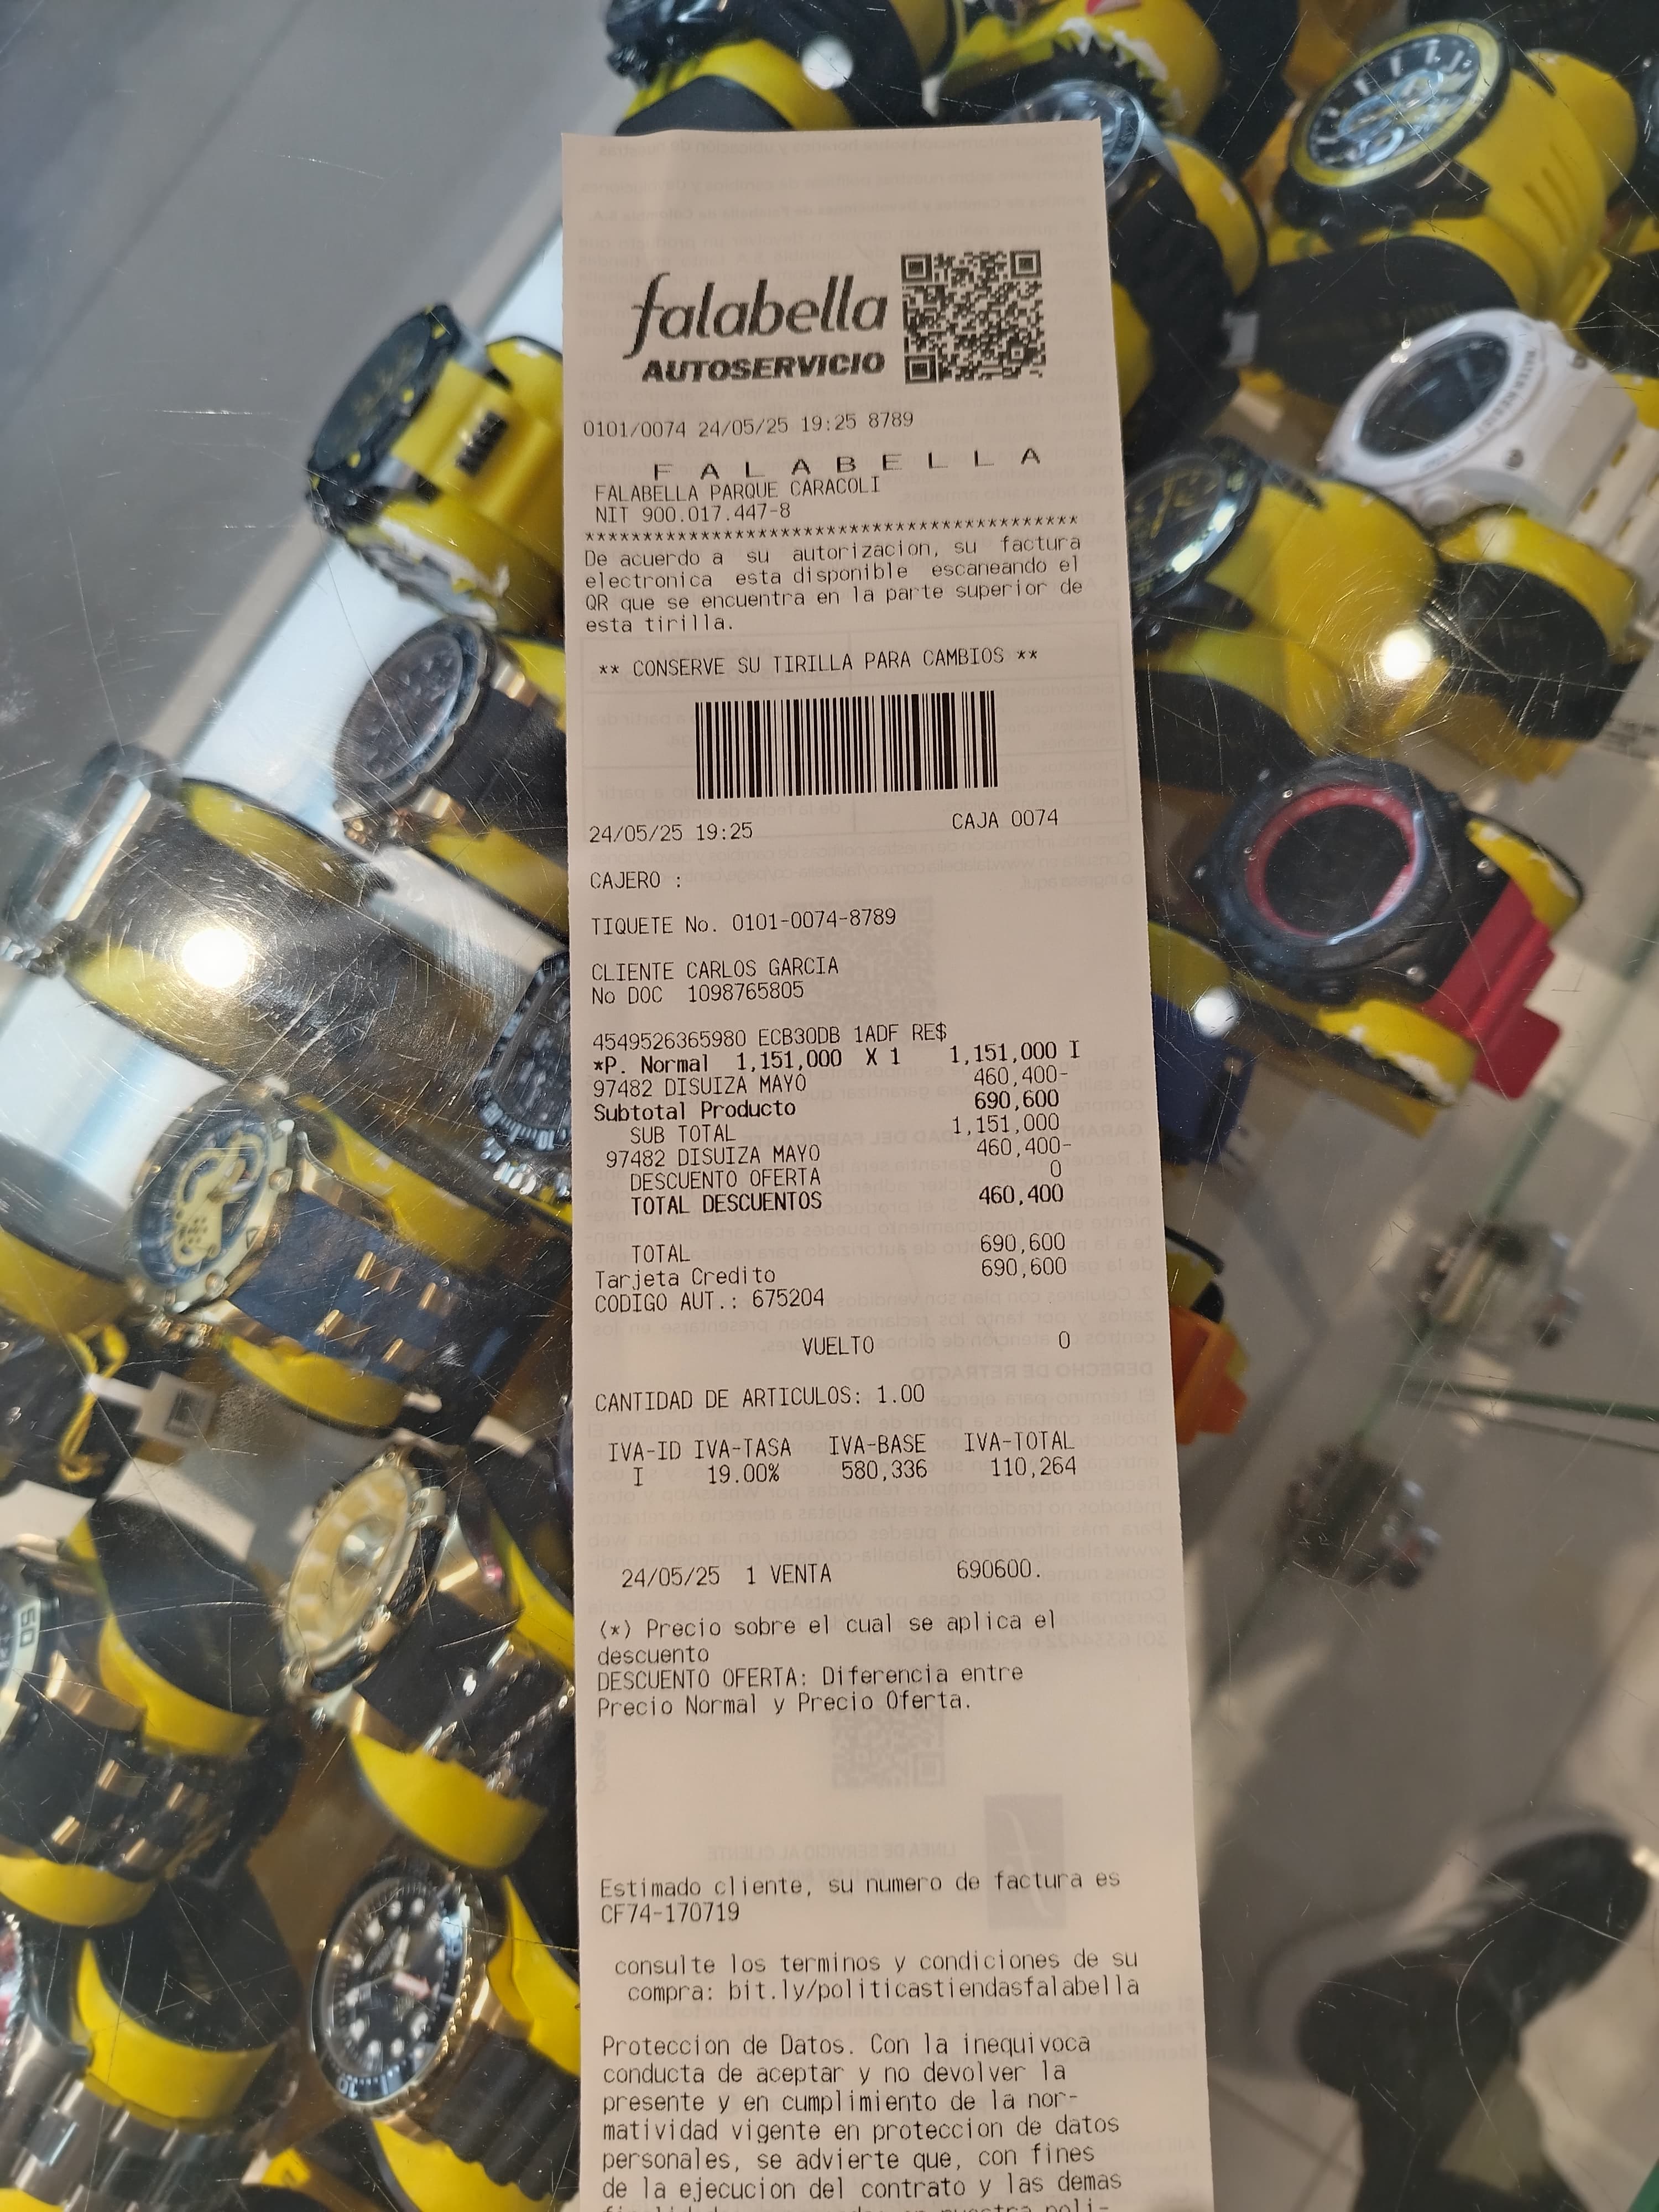 falabella
AUTOSERVICIO
0101/0074 24/05/25 19:25 8789
F A L A B E L L A
FALABELLA PARQUE CARACOLI
NIT 900.017.447-8
******************************************
De acuerdo a su autorizacion, su factura
electronica esta disponible escaneando el
QR que se encuentra en la parte superior de
esta tirilla.
** CONSERVE SU TIRILLA PARA CAMBIOS **
24/05/25 19:25 CAJA 0074
CAJERO :
TIQUETE No. 0101-0074-8789
CLIENTE CARLOS GARCIA
No DOC 1098765805
4549526365980 ECB30DB 1ADF RE$
*P. Normal 1,151,000 X 1 1,151,000 I
97482 DISUIZA MAYO 460,400-
Subtotal Producto 690,600
SUB TOTAL 1,151,000
97482 DISUIZA MAYO 460,400-
DESCUENTO OFERTA 0
TOTAL DESCUENTOS 460,400
TOTAL 690,600
Tarjeta Credito 690,600
CODIGO AUT.: 675204
VUELTO 0
CANTIDAD DE ARTICULOS: 1.00
IVA-ID IVA-TASA IVA-BASE IVA-TOTAL
I 19.00% 580,336 110,264
24/05/25 1 VENTA 690600.
(*) Precio sobre el cual se aplica el
descuento
DESCUENTO OFERTA: Diferencia entre
Precio Normal y Precio Oferta.
Estimado cliente, su numero de factura es
CF74-170719
consulte los terminos y condiciones de su
compra: bit.ly/politicastiendasfalabella
Proteccion de Datos. Con la inequivoca
conducta de aceptar y no devolver la
presente y en cumplimiento de la nor-
matividad vigente en proteccion de datos
personales, se advierte que, con fines
de la ejecucion del contrato y las demas